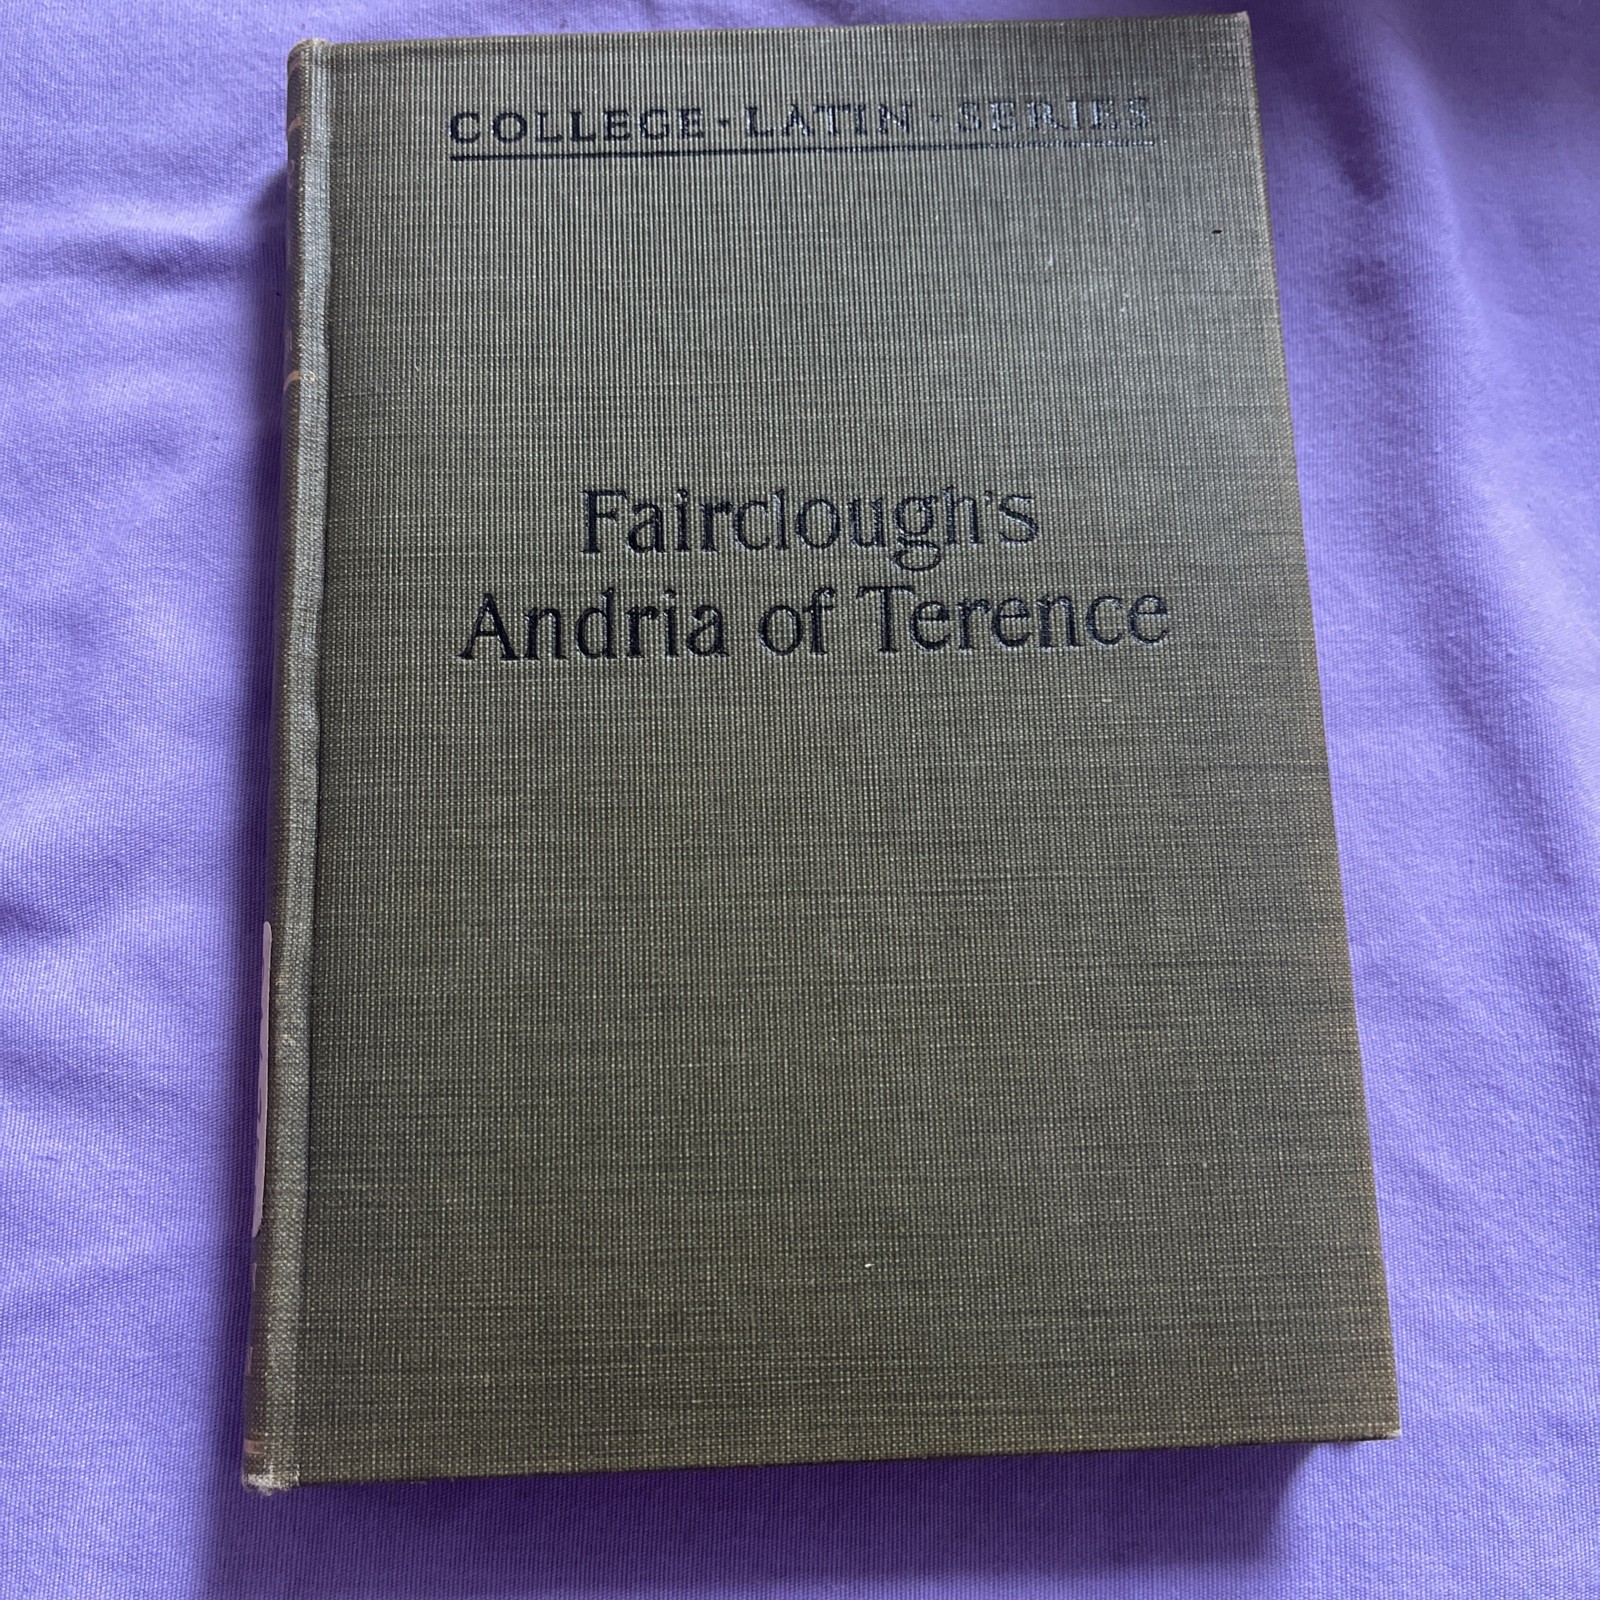 COLLEGE · LATIN · SERIES
Fairclough's
Andria of Terence